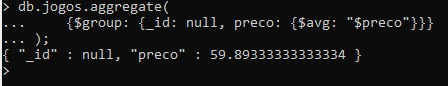 > db.jogos.aggregate(
...     {$group: {_id: null, preco: {$avg: "$preco"}}}
... );
{ "_id" : null, "preco" : 59.89333333333334 }
>